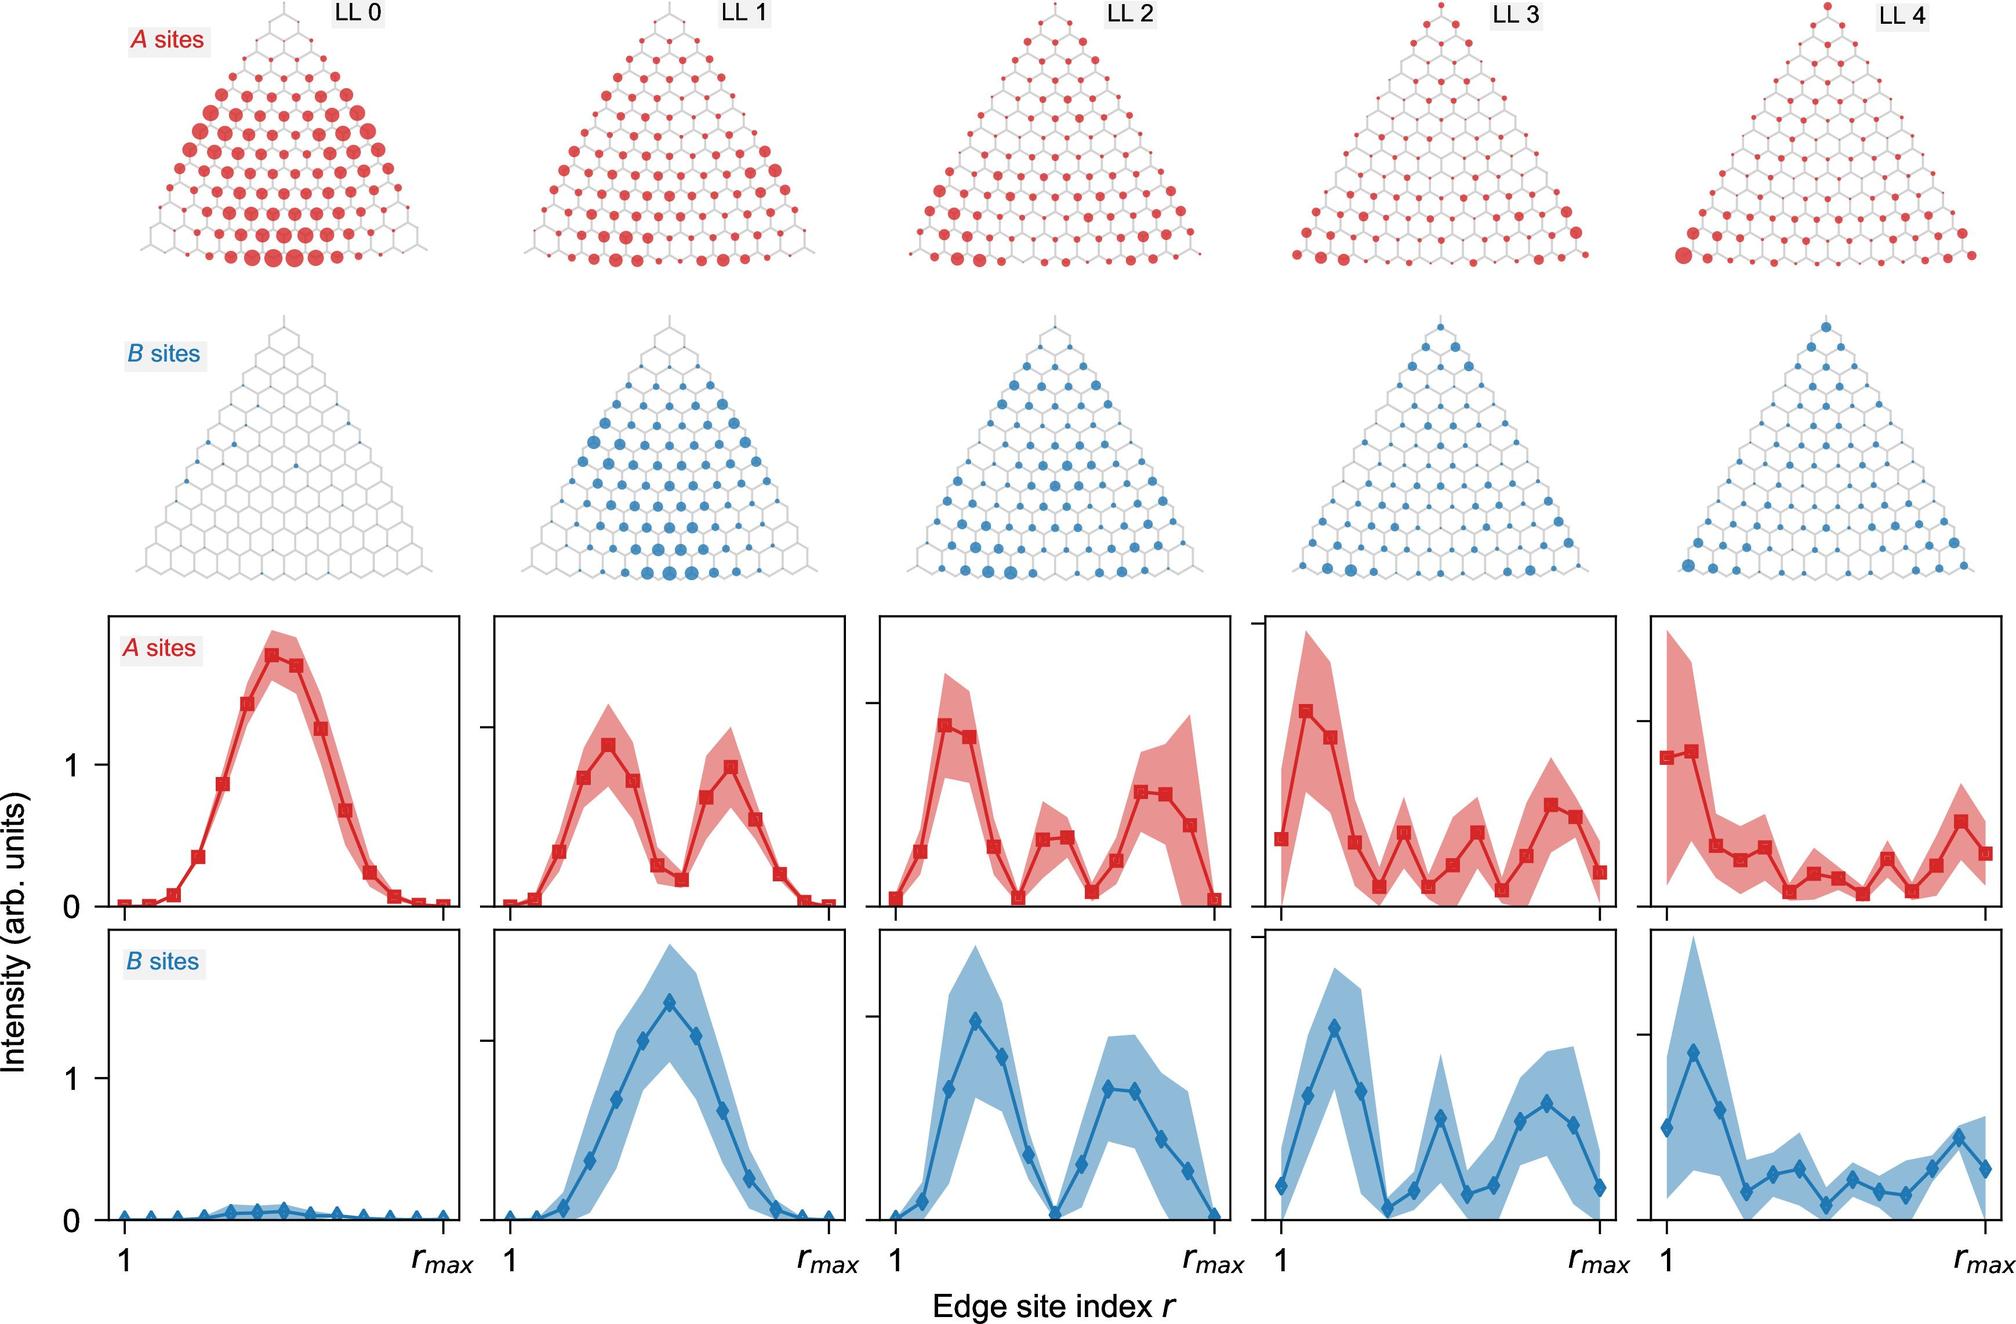 LL 0
LL 1
LL 2
LL 3
LL 4
A sites
B sites
A sites
1
0
B sites
1
0
Intensity (arb. units)
1
rmax
1
rmax
1
rmax
1
rmax
1
rmax
Edge site index r